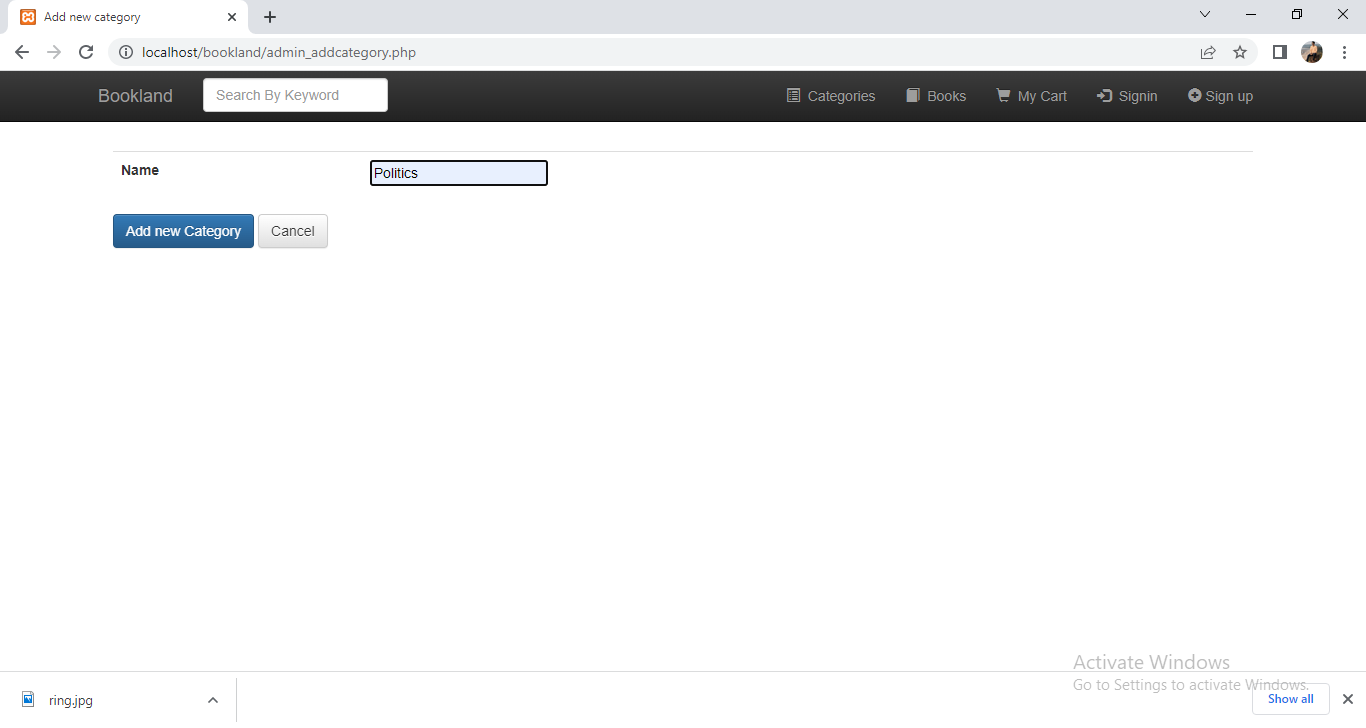 Add new category
localhost/bookland/admin_addcategory.php
Bookland
Search By Keyword
Categories
Books
My Cart
Signin
Sign up
Name
Politics
Add new Category
Cancel
Activate Windows
Go to Settings to activate Windows.
ring.jpg
Show all